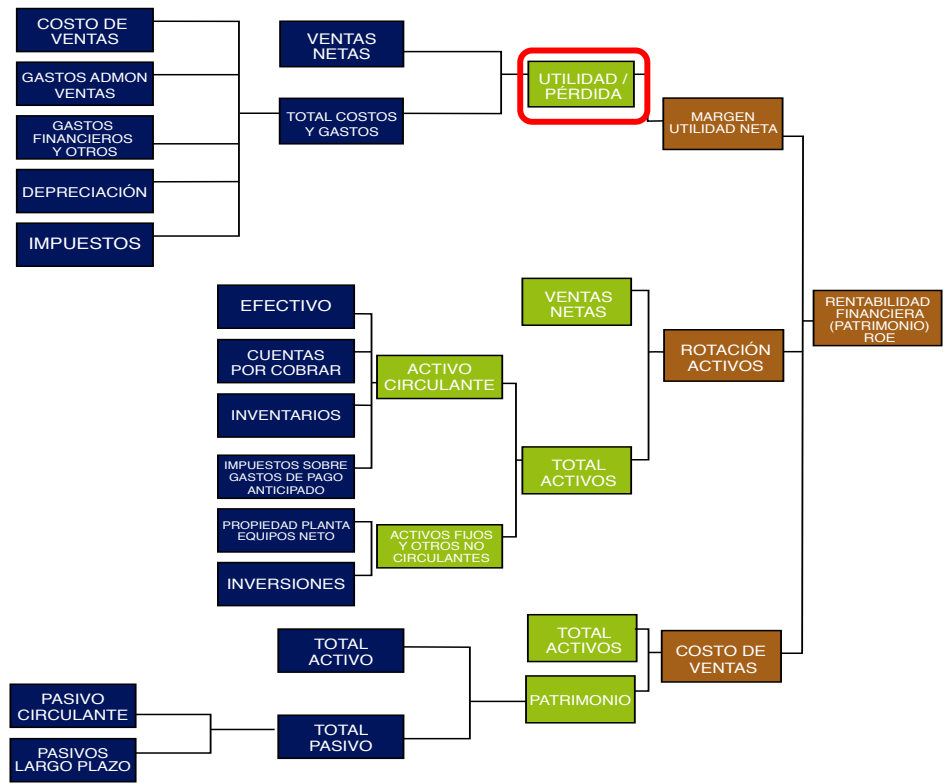 COSTO DE
VENTAS
GASTOS ADMON
VENTAS
GASTOS
FINANCIEROS
Y OTROS
DEPRECIACIÓN
IMPUESTOS
VENTAS
NETAS
TOTAL COSTOS
Y GASTOS
UTILIDAD /
PÉRDIDA
MARGEN
UTILIDAD NETA
EFECTIVO
CUENTAS
POR COBRAR
INVENTARIOS
IMPUESTOS SOBRE
GASTOS DE PAGO
ANTICIPADO
PROPIEDAD PLANTA
EQUIPOS NETO
INVERSIONES
ACTIVO
CIRCULANTE
ACTIVOS FIJOS
Y OTROS NO
CIRCULANTES
VENTAS
NETAS
TOTAL
ACTIVOS
ROTACIÓN
ACTIVOS
RENTABILIDAD
FINANCIERA
(PATRIMONIO)
ROE
PASIVO
CIRCULANTE
PASIVOS
LARGO PLAZO
TOTAL
ACTIVO
TOTAL
PASIVO
TOTAL
ACTIVOS
PATRIMONIO
COSTO DE
VENTAS